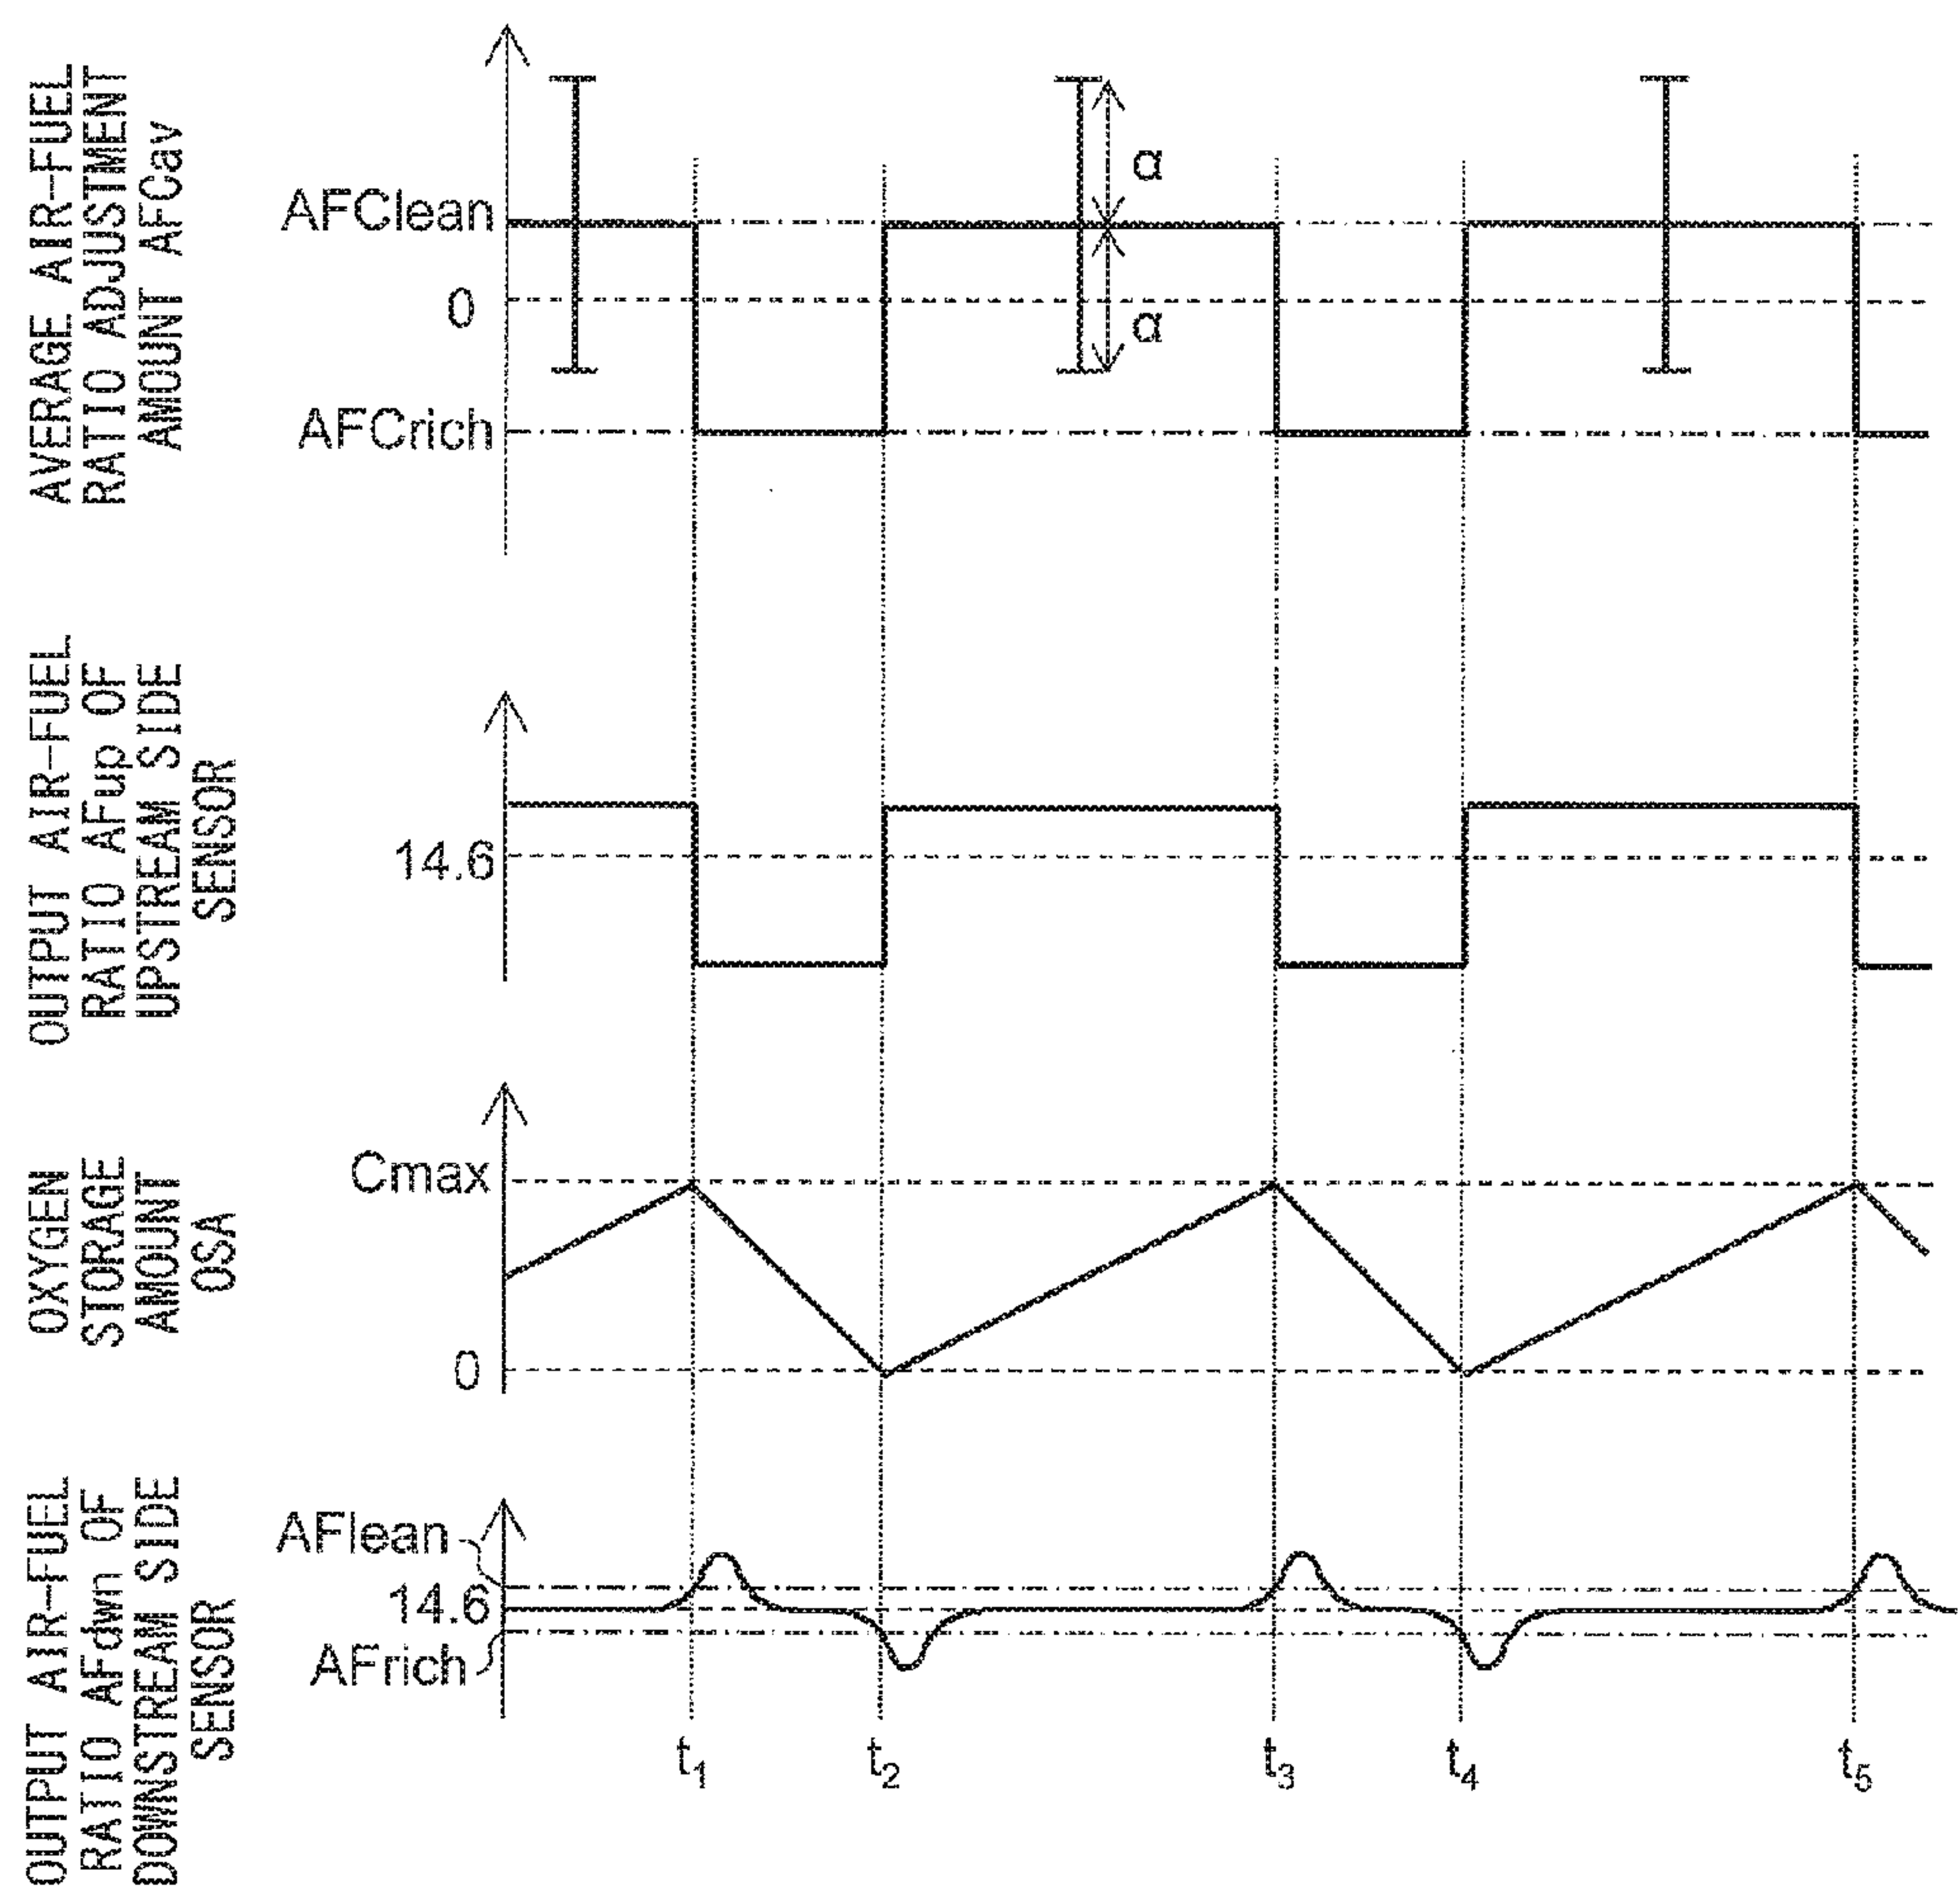 AVERAGE AIR-FUEL
RATIO ADJUSTMENT
AMOUNT AFCav
AFClean
0
AFCrich
α
α
OUTPUT AIR-FUEL
RATIO AFup OF
UPSTREAM SIDE
SENSOR
14.6
OXYGEN
STORAGE
AMOUNT
OSA
Cmax
0
OUTPUT AIR-FUEL
RATIO AFdwn OF
DOWNSTREAM SIDE
SENSOR
AFlean
14.6
AFrich
t1 t2 t3 t4 t5